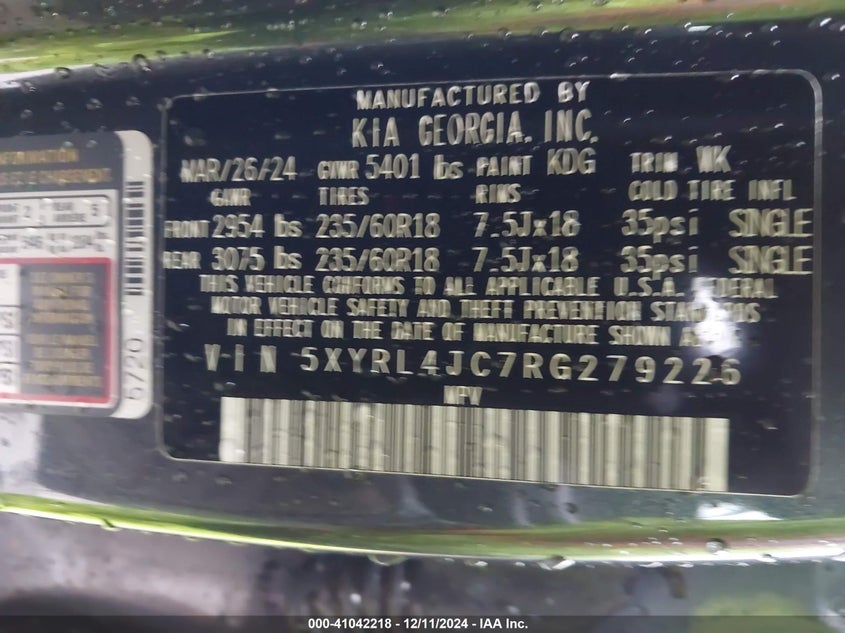 MANUFACTURED BY
KIA GEORGIA, INC.
MAR/26/24 GVWR 5401 lbs PAINT KDG TRIM WK
GAWR TIRES RIMS COLD TIRE INFL
FRONT 2954 lbs 235/60R18 7.5Jx18 35psi SINGLE
REAR 3075 lbs 235/60R18 7.5Jx18 35psi SINGLE
THIS VEHICLE CONFORMS TO ALL APPLICABLE U.S.A. FEDERAL
MOTOR VEHICLE SAFETY AND THEFT PREVENTION STANDARDS
IN EFFECT ON THE DATE OF MANUFACTURE SHOWN ABOVE
VIN 5XYRL4JC7RG279226
MPV
2 5
5720
000-41042218 - 12/11/2024 - IAA Inc.